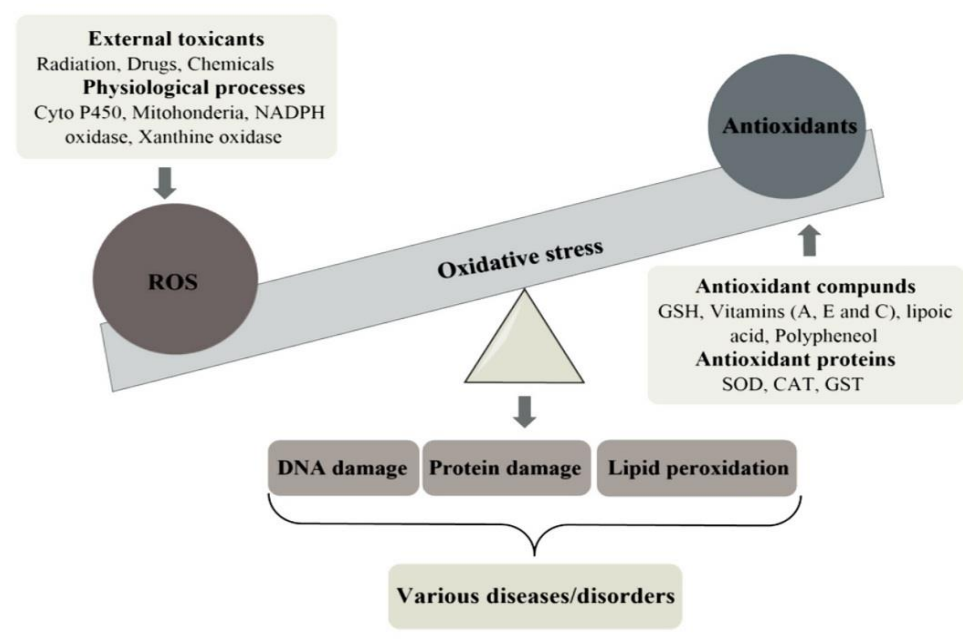 External toxicants
Radiation, Drugs, Chemicals
Physiological processes
Cyto P450, Mitohonderia, NADPH
oxidase, Xanthine oxidase
ROS
Oxidative stress
Antioxidants
Antioxidant compunds
GSH, Vitamins (A, E and C), lipoic
acid, Polypheneol
Antioxidant proteins
SOD, CAT, GST
DNA damage
Protein damage
Lipid peroxidation
Various diseases/disorders